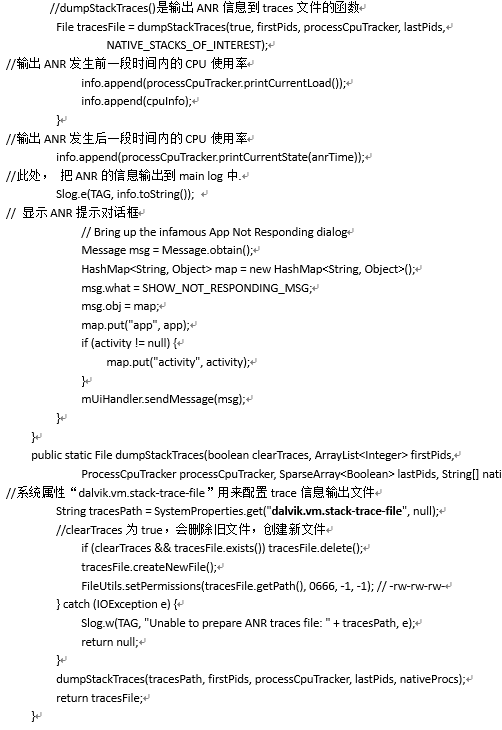 //dumpStackTraces()是输出 ANR 信息到 traces 文件的函数↵
File tracesFile = dumpStackTraces(true, firstPids, processCpuTracker, lastPids,
NATIVE_STACKS_OF_INTEREST);↵
//输出 ANR 发生前一段时间内的 CPU 使用率↵
info.append(processCpuTracker.printCurrentLoad());↵
info.append(cpuInfo);↵
}↵
//输出 ANR 发生后一段时间内的 CPU 使用率↵
info.append(processCpuTracker.printCurrentState(anrTime));↵
//此处， 把 ANR 的信息输出到 main log 中.↵
Slog.e(TAG, info.toString()); ↵
// 显示 ANR 提示对话框↵
// Bring up the infamous App Not Responding dialog↵
Message msg = Message.obtain();↵
HashMap<String, Object> map = new HashMap<String, Object>();↵
msg.what = SHOW_NOT_RESPONDING_MSG;↵
msg.obj = map;↵
map.put("app", app);↵
if (activity != null) {↵
map.put("activity", activity);↵
}↵
mUiHandler.sendMessage(msg);↵
}↵
}↵
public static File dumpStackTraces(boolean clearTraces, ArrayList<Integer> firstPids,
ProcessCpuTracker processCpuTracker, SparseArray<Boolean> lastPids, String[] nati
//系统属性“dalvik.vm.stack-trace-file”用来配置 trace 信息输出文件↵
String tracesPath = SystemProperties.get("dalvik.vm.stack-trace-file", null);↵
//clearTraces 为 true，会删除旧文件，创建新文件↵
if (clearTraces && tracesFile.exists()) tracesFile.delete();↵
tracesFile.createNewFile();↵
FileUtils.setPermissions(tracesFile.getPath(), 0666, -1, -1); // -rw-rw-rw-↵
} catch (IOException e) {↵
Slog.w(TAG, "Unable to prepare ANR traces file: " + tracesPath, e);↵
return null;↵
}↵
dumpStackTraces(tracesPath, firstPids, processCpuTracker, lastPids, nativeProcs);↵
return tracesFile;↵
}↵